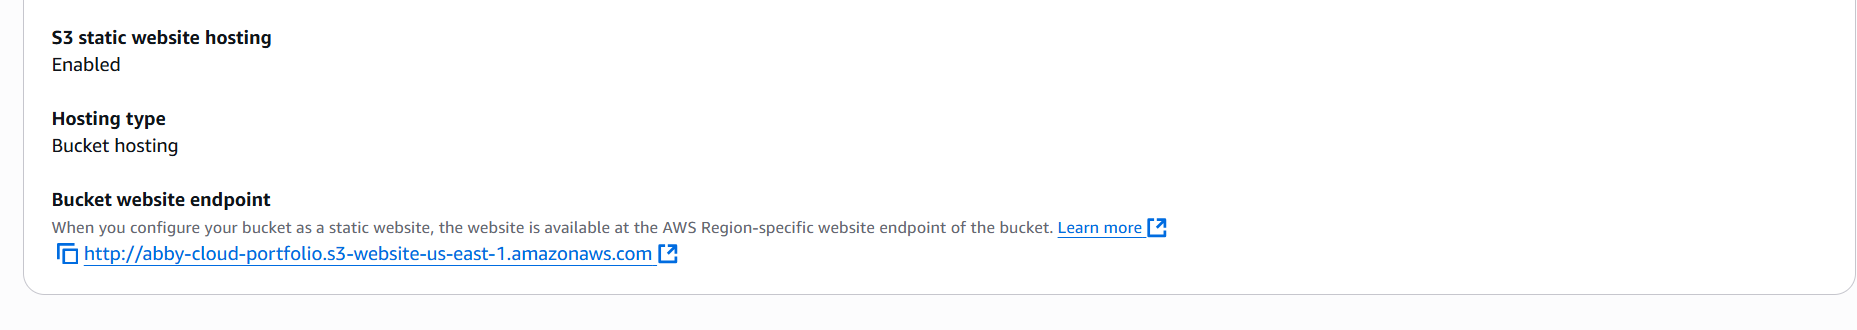 S3 static website hosting
Enabled
Hosting type
Bucket hosting
Bucket website endpoint
When you configure your bucket as a static website, the website is available at the AWS Region-specific website endpoint of the bucket. Learn more
http://abby-cloud-portfolio.s3-website-us-east-1.amazonaws.com